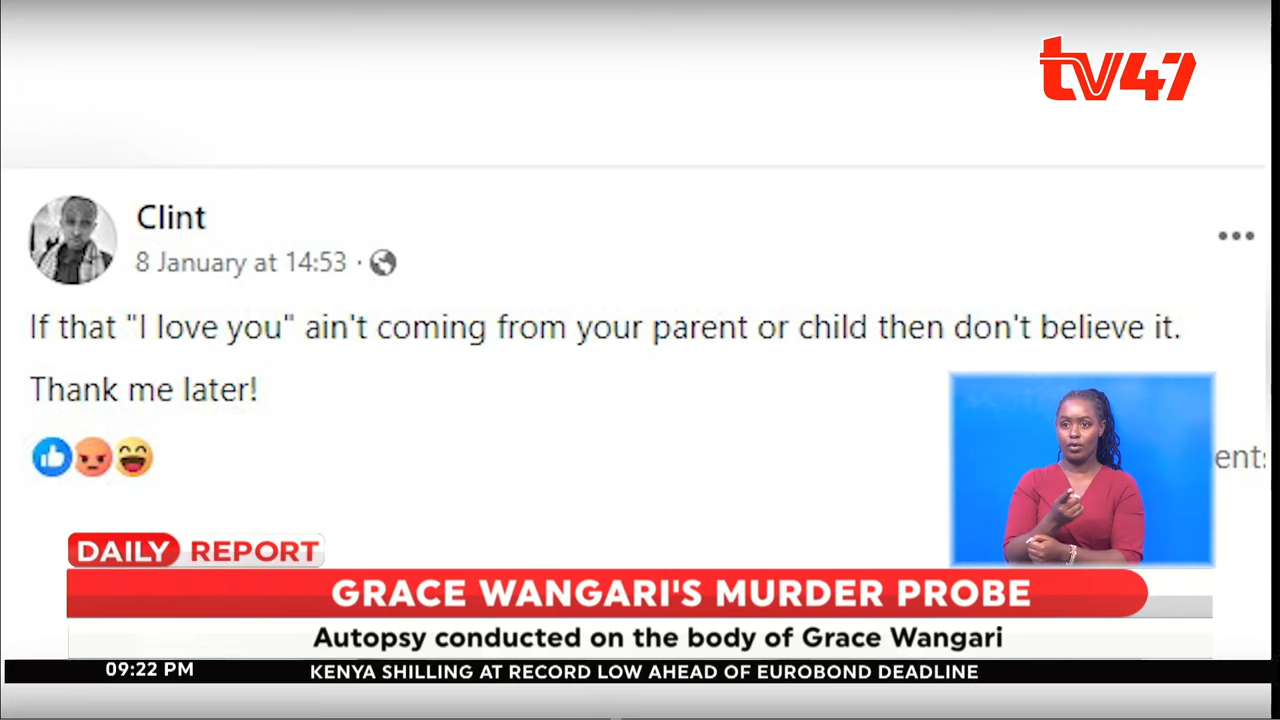 tv47
Clint
8 January at 14:53 ·
If that "I love you" ain't coming from your parent or child then don't believe it.
Thank me later!
DAILY REPORT
GRACE WANGARI'S MURDER PROBE
Autopsy conducted on the body of Grace Wangari
09:22 PM KENYA SHILLING AT RECORD LOW AHEAD OF EUROBOND DEADLINE